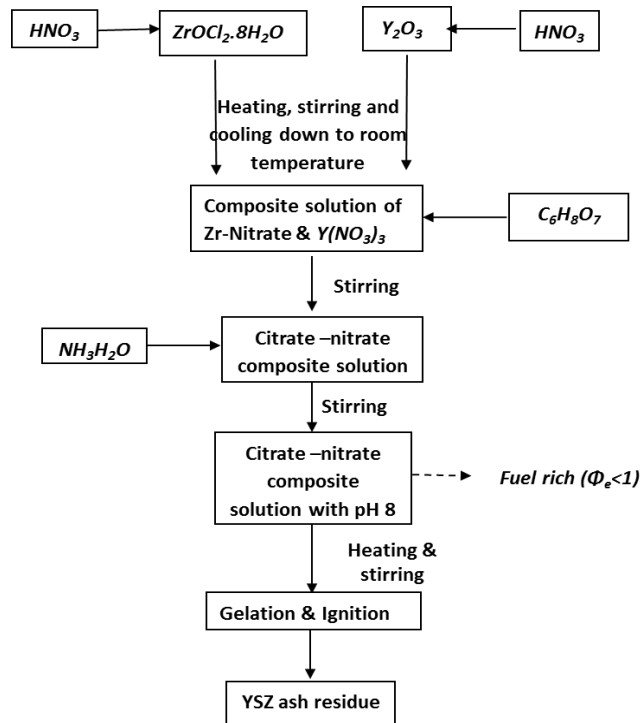 HNO₃
ZrOCl₂.8H₂O
Y₂O₃
HNO₃
Heating, stirring and
cooling down to room
temperature
Composite solution of
Zr-Nitrate & Y(NO₃)₃
C₆H₈O₇
Stirring
NH₃H₂O
Citrate –nitrate
composite solution
Stirring
Citrate –nitrate
composite
solution with pH 8
Fuel rich (Φₑ<1)
Heating &
stirring
Gelation & Ignition
YSZ ash residue